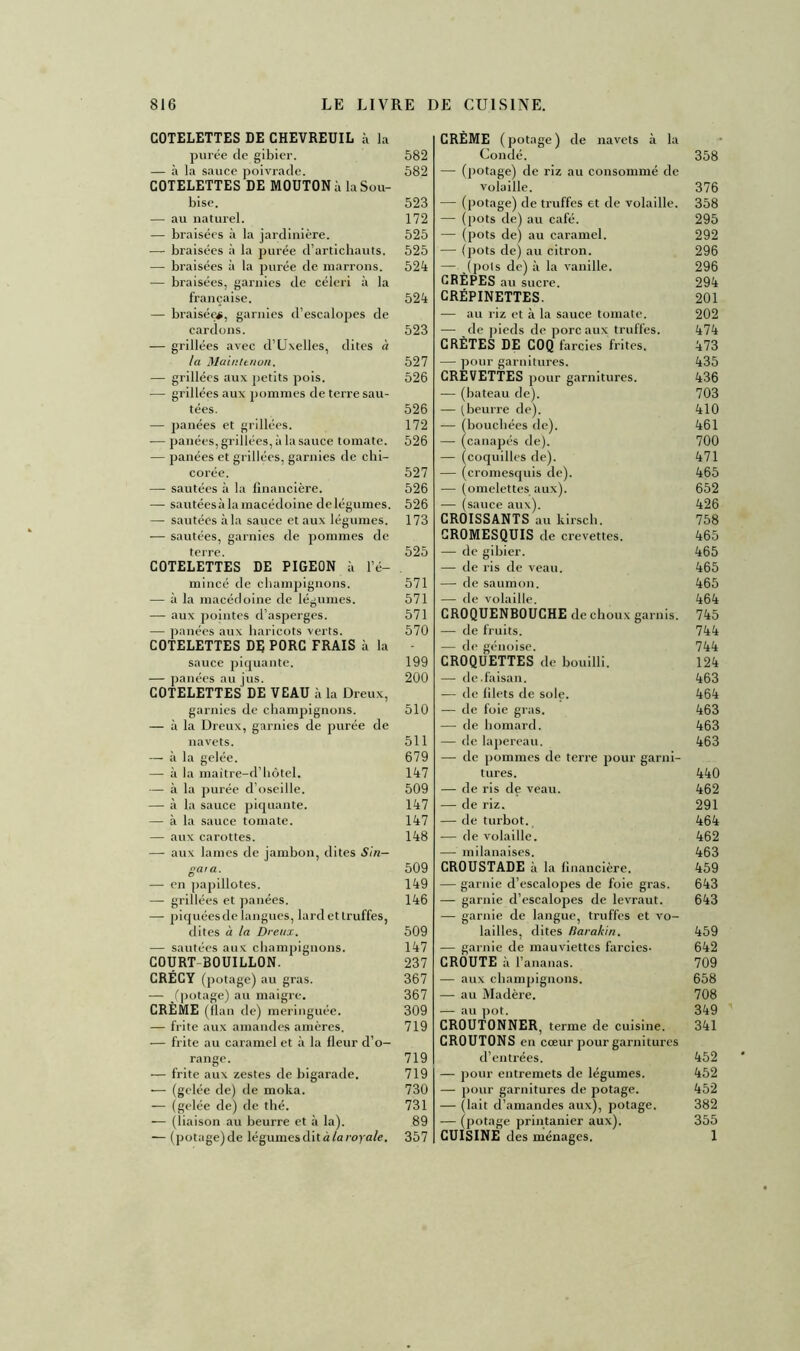 816 LE LIVRE DE CUISINE.
COTELETTES DE CHEVREUIL à la
purée de gibier. 582
— à la sauce poivrade. 582
COTELETTES DE MOUTON à la Sou-
bise. 523
— au naturel. 172
— braisées à la jardinière. 525
— braisées à la purée d'artichauts. 525
— braisées à la purée de marrons. 524
— braisées, garnies de céleri à la
française. 524
— braisées, garnies d'escalopes de
cardons. 523
— grillées avec d'Uxelles, dites à
la Maintenon. 527
— grillées aux petits pois. 526
— grillées aux pommes de terre sau-
tées. 526
— panées et grillées. 172
— panées, grillées, à la sauce tomate. 526
— panées et grillées, garnies de chi-
corée. 527
— sautées à la financière. 526
— sautées à la macédoine de légumes. 526
— sautées à la sauce et aux légumes. 173
— sautées, garnies de pommes de
terre. 525
COTELETTES DE PIGEON à l'é-
mincé de champignons. 571
— à la macédoine de légumes. 571
— aux pointes d'asperges. 571
— panées aux haricots verts. 570
COTELETTES DE PORC FRAIS à la
sauce piquante. 199
— panées au jus. 200
COTELETTES DE VEAU à la Dreux,
garnies de champignons. 510
— à la Dreux, garnies de purée de
navets. 511
— à la gelée. 679
— à la maître-d'hôtel. 147
— à la purée d'oseille. 509
— à la sauce piquante. 147
— à la sauce tomate. 147
— aux carottes. 148
— aux lames de jambon, dites Sin-
gara. 509
— en papillotes. 149
— grillées et panées. 146
— piquées de langues, lard et truffes,
dites à la Dreux. 509
— sautées aux champignons. 147
COURT-BOUILLON. 237
CRÉCY (potage) au gras. 367
— (potage) au maigre. 367
CRÈME (flan de) meringuée. 309
— frite aux amandes amères. 719
— frite au caramel et à la fleur d'o-
range. 719
— frite aux zestes de bigarade. 719
— (gelée de) de moka. 730
— (gelée de) de thé. 731
— (liaison au beurre et à la). 89
— (potage) de légumes dit à la royale. 357
CRÈME (potage) de navets à la
Condé. 358
— (potage) de riz au consommé de
volaille. 376
— (potage) de truffes et de volaille. 358
— (pots de) au café. 295
— (pots de) au caramel. 292
— (pots de) au citron. 296
— (pots de) à la vanille. 296
CRÊPES au sucre. 294
CRÉPINETTES. 201
— au riz et à la sauce tomate. 202
— de pieds de porc aux truffes. 474
CRÊTES DE COQ farcies frites. 473
— pour garnitures. 435
CREVETTES pour garnitures. 436
— (bateau de). 703
— (beurre de). 410
— (bouchées de). 461
— (canapés de). 700
— (coquilles de). 471
— (cromesquis de). 465
— (omelettes aux). 652
— (sauce aux). 426
CROISSANTS au kirsch. 758
CROMESQUIS de crevettes. 465
— de gibier. 465
— de ris de veau. 465
— de saumon. 465
— de volaille. 464
CROQUENBOUCHE de choux garnis. 745
— de fruits. 744
— de génoise. 744
CROQUETTES de bouilli. 124
— de faisan. 463
— de filets de sole. 464
— de foie gras. 463
— de homard. 463
— de lapereau. 463
— de pommes de terre pour garni-
tures. 440
— de ris de veau. 462
— de riz. 291
— de turbot. 464
— de volaille. 462
— milanaises. 463
CROUSTADE à la financière. 459
— garnie d'escalopes de foie gras. 643
— garnie d'escalopes de levraut. 643
— garnie de langue, truffes et vo-
lailles, dites Barakin. 459
— garnie de mauviettes farcies. 642
CROUTE à l'ananas. 709
— aux champignons. 658
— au Madère. 708
— au pot. 349
CROUTONNER, terme de cuisine. 341
CROUTONS en cœur pour garnitures
d'entrées. 452
— pour entremets de légumes. 452
— pour garnitures de potage. 452
— (lait d'amandes aux), potage. 382
— (potage printanier aux). 355
CUISINE des ménages. 1